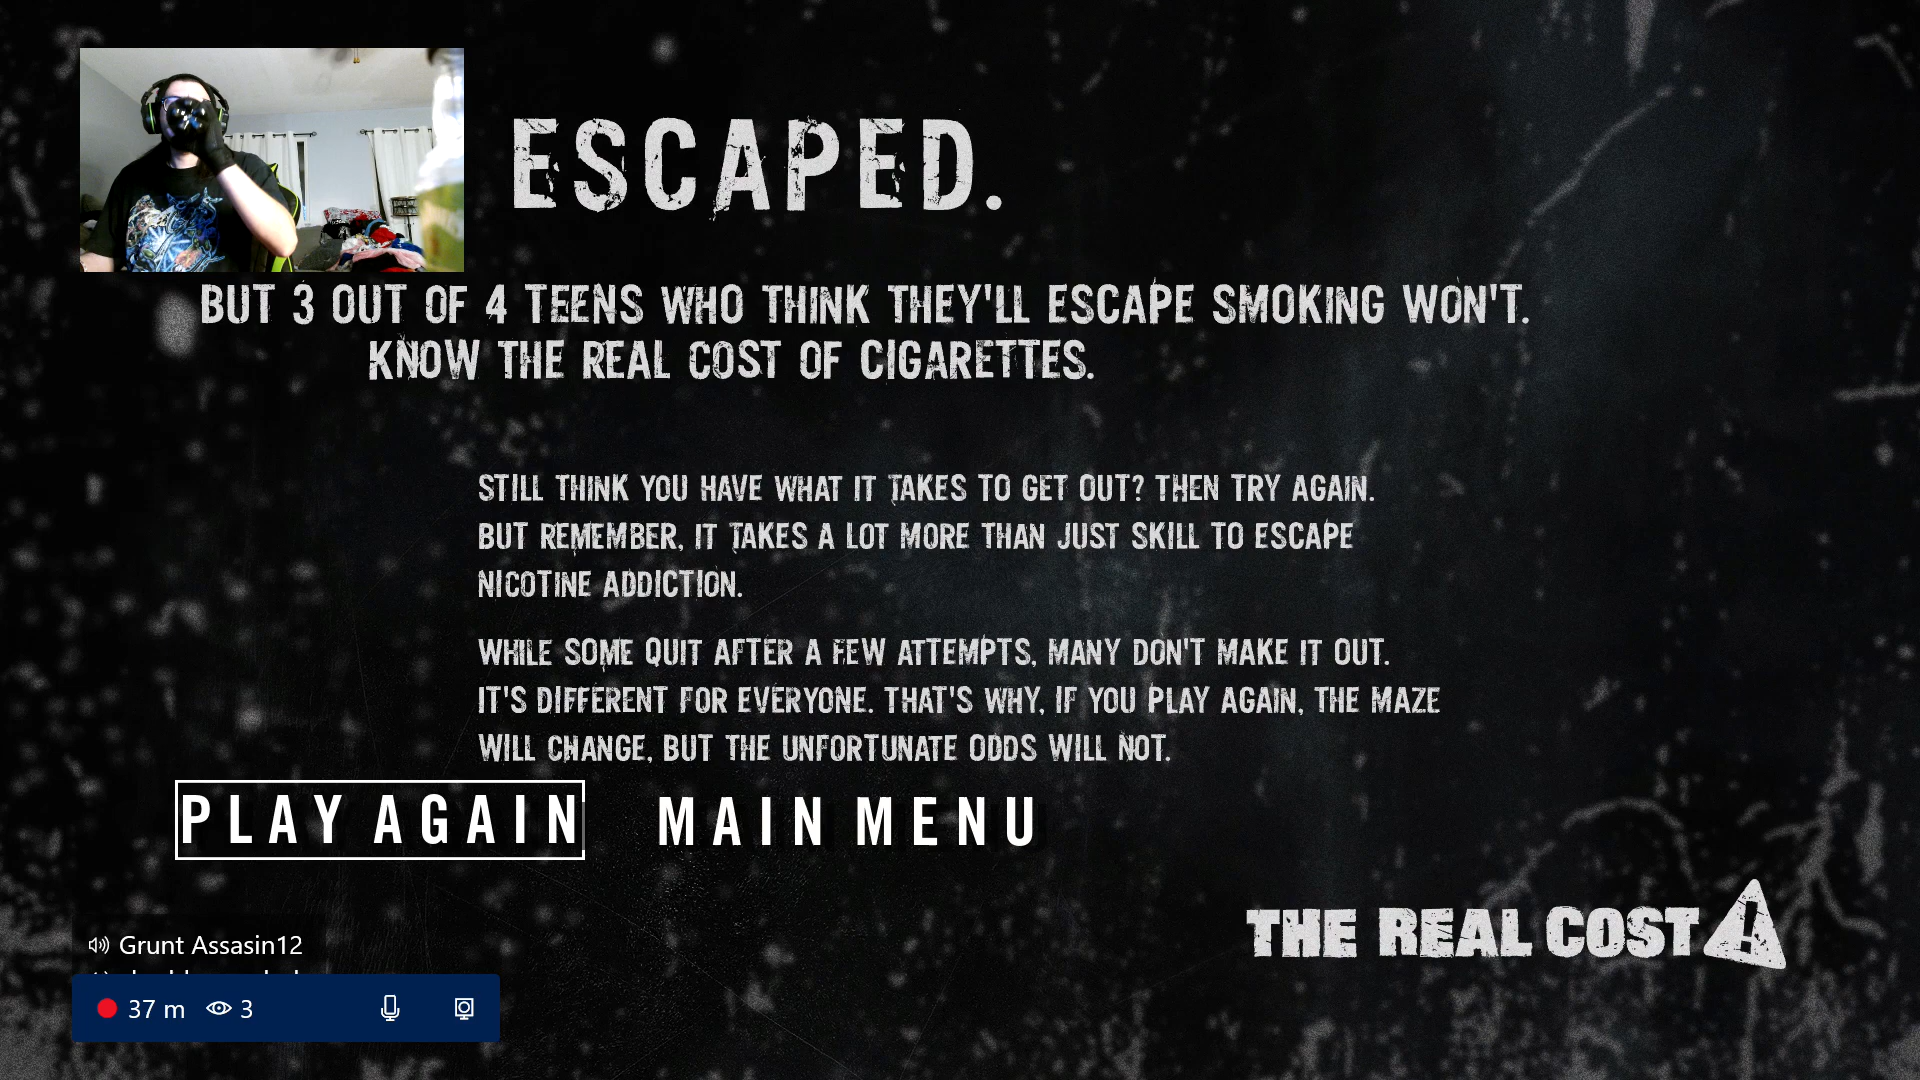 ESCAPED.
BUT 3 OUT OF 4 TEENS WHO THINK THEY'LL ESCAPE SMOKING WON'T.
KNOW THE REAL COST OF CIGARETTES.
STILL THINK YOU HAVE WHAT IT TAKES TO GET OUT? THEN TRY AGAIN.
BUT REMEMBER, IT TAKES A LOT MORE THAN JUST SKILL TO ESCAPE
NICOTINE ADDICTION.
WHILE SOME QUIT AFTER A FEW ATTEMPTS, MANY DON'T MAKE IT OUT.
IT'S DIFFERENT FOR EVERYONE. THAT'S WHY, IF YOU PLAY AGAIN, THE MAZE
WILL CHANGE, BUT THE UNFORTUNATE ODDS WILL NOT.
PLAY AGAIN MAIN MENU
THE REAL COST !
Grunt Assasin12
37 m 3